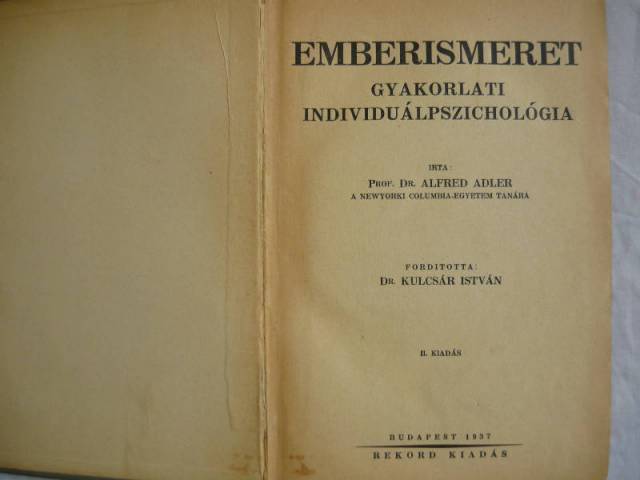 EMBERISMERET
GYAKORLATI
INDIVIDUÁLPSZICHOLÓGIA
IRTA:
PROF. DR. ALFRED ADLER
A NEWYORKI COLUMBIA-EGYETEM TANÁRA
FORDITOTTA:
DR. KULCSÁR ISTVÁN
II. KIADÁS
BUDAPEST 1937
REKORD KIADÁS